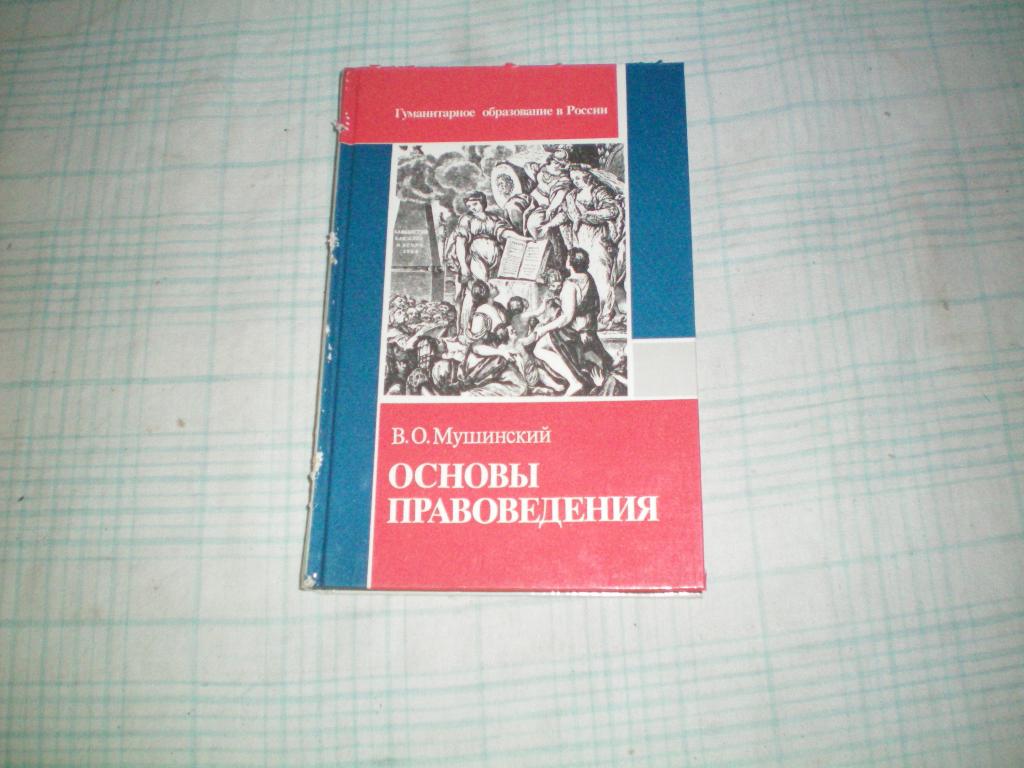 Гуманитарное образование в России
В. О. Мушинский
ОСНОВЫ
ПРАВОВЕДЕНИЯ